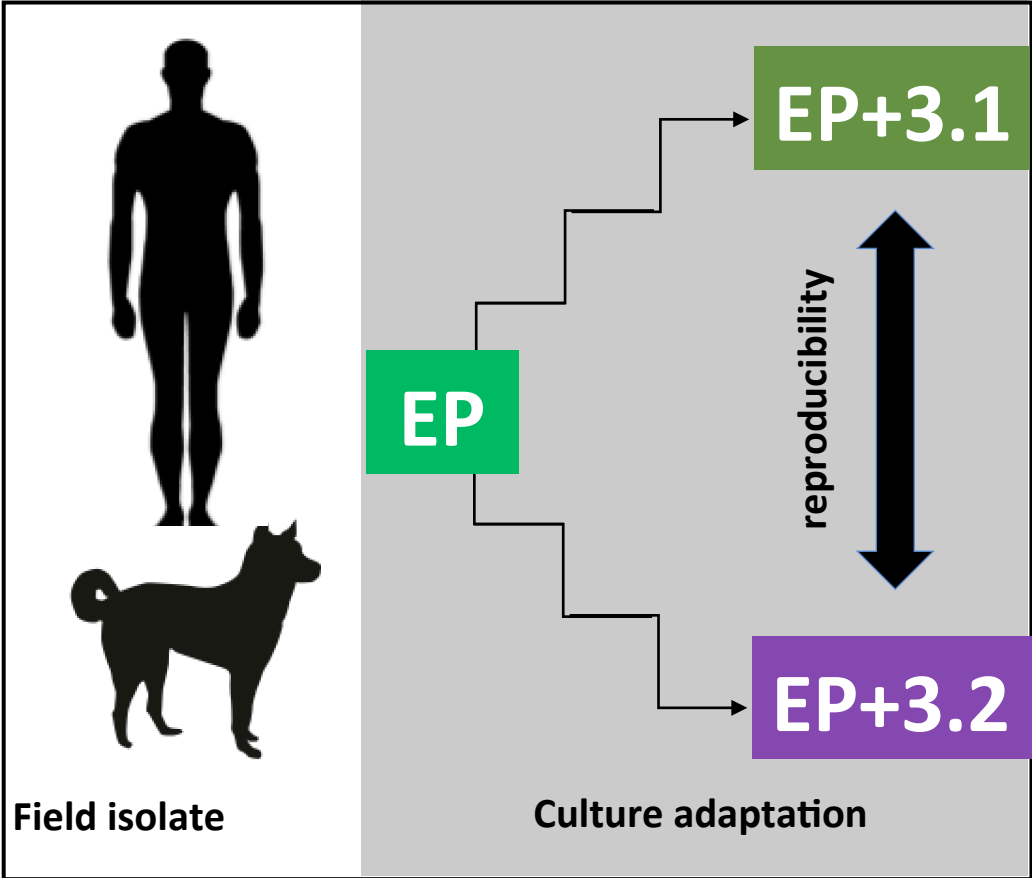 EP+3.1
reproducibility
EP
EP+3.2
Field isolate
Culture adaptation